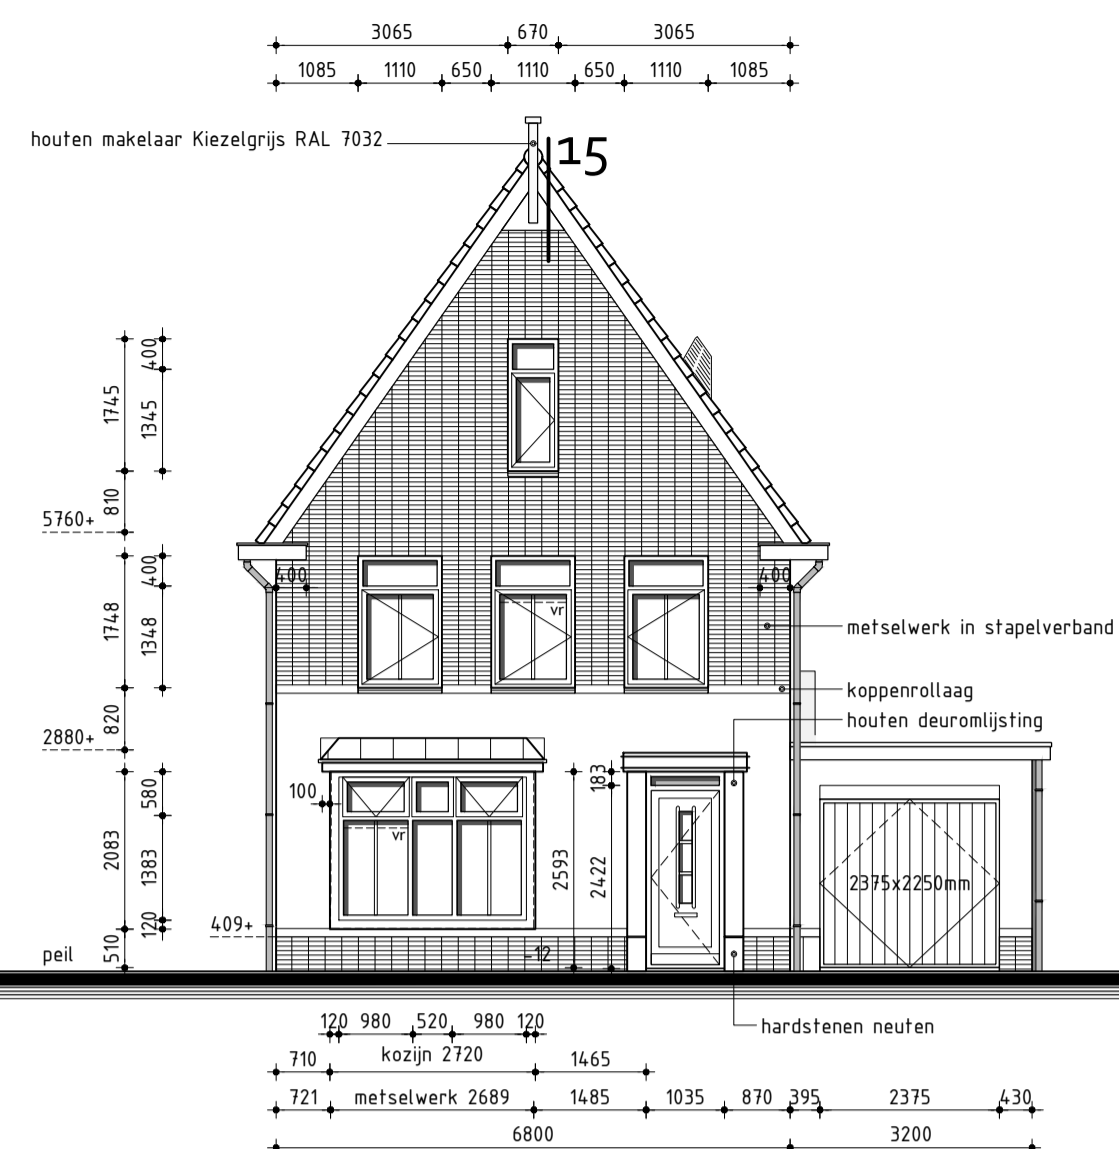 3065 670 3065
1085 1110 650 1110 650 1110 1085
houten makelaar Kiezelgrijs RAL 7032
15
400
1745
1345
810
5760+
400
400 400
1748
1348
vr
metselwerk in stapelverband
koppenrollaag
820
houten deuromlijsting
2880+
183
580
100
vr
2083
1383
2593
2422
2375x2250mm
120
409+
peil
510
-12
hardstenen neuten
120 980 520 980 120
710 kozijn 2720 1465
721 metselwerk 2689 1485 1035 870 395 2375 430
6800 3200